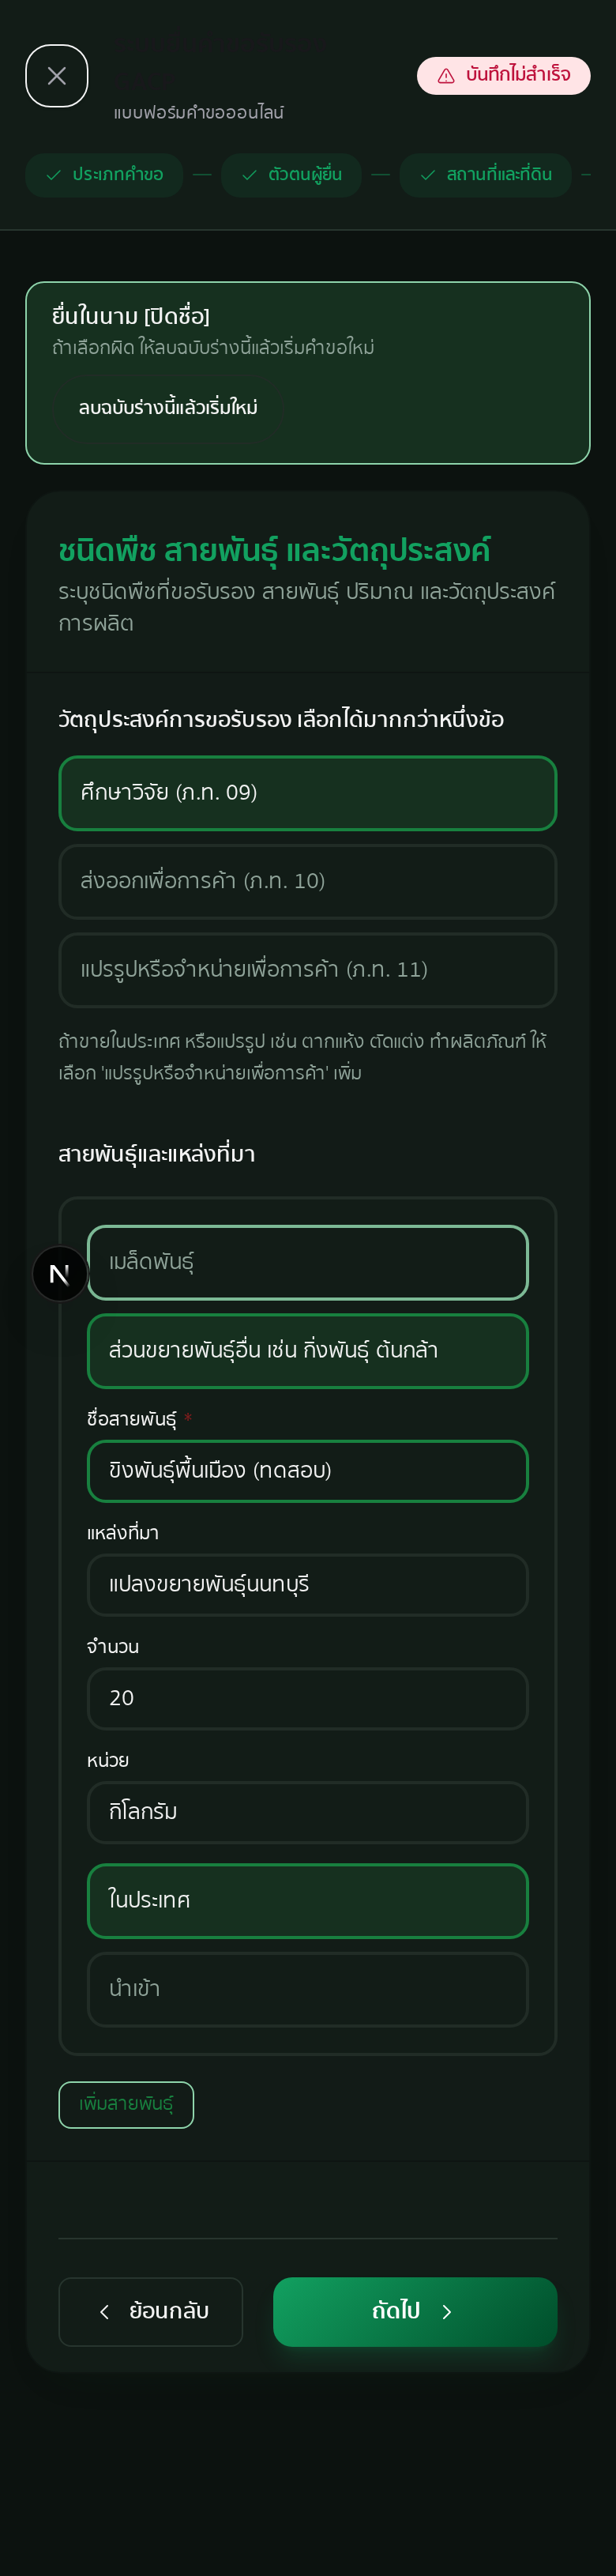 แบบฟอร์มคำขอออนไลน์
บันทึกไม่สำเร็จ
ประเภทคำขอ
ตัวตนผู้ยื่น
สถานที่และที่ดิน
ยื่นในนาม [ปิดชื่อ]
ถ้าเลือกผิด ให้ลบฉบับร่างนี้แล้วเริ่มคำขอใหม่
ลบฉบับร่างนี้แล้วเริ่มใหม่
ชนิดพืช สายพันธุ์ และวัตถุประสงค์
ระบุชนิดพืชที่ขอรับรอง สายพันธุ์ ปริมาณ และวัตถุประสงค์
การผลิต
วัตถุประสงค์การขอรับรอง เลือกได้มากกว่าหนึ่งข้อ
ศึกษาวิจัย (ภ.ท. 09)
ส่งออกเพื่อการค้า (ภ.ท. 10)
แปรรูปหรือจำหน่ายเพื่อการค้า (ภ.ท. 11)
ถ้าขายในประเทศ หรือแปรรูป เช่น ตากแห้ง ตัดแต่ง ทำผลิตภัณฑ์ ให้
เลือก 'แปรรูปหรือจำหน่ายเพื่อการค้า' เพิ่ม
สายพันธุ์และแหล่งที่มา
เมล็ดพันธุ์
N
ส่วนขยายพันธุ์อื่น เช่น กิ่งพันธุ์ ต้นกล้า
ชื่อสายพันธุ์ *
ขิงพันธุ์พื้นเมือง (ทดสอบ)
แหล่งที่มา
แปลงขยายพันธุ์นนทบุรี
จำนวน
20
หน่วย
กิโลกรัม
ในประเทศ
นำเข้า
เพิ่มสายพันธุ์
ย้อนกลับ
ถัดไป